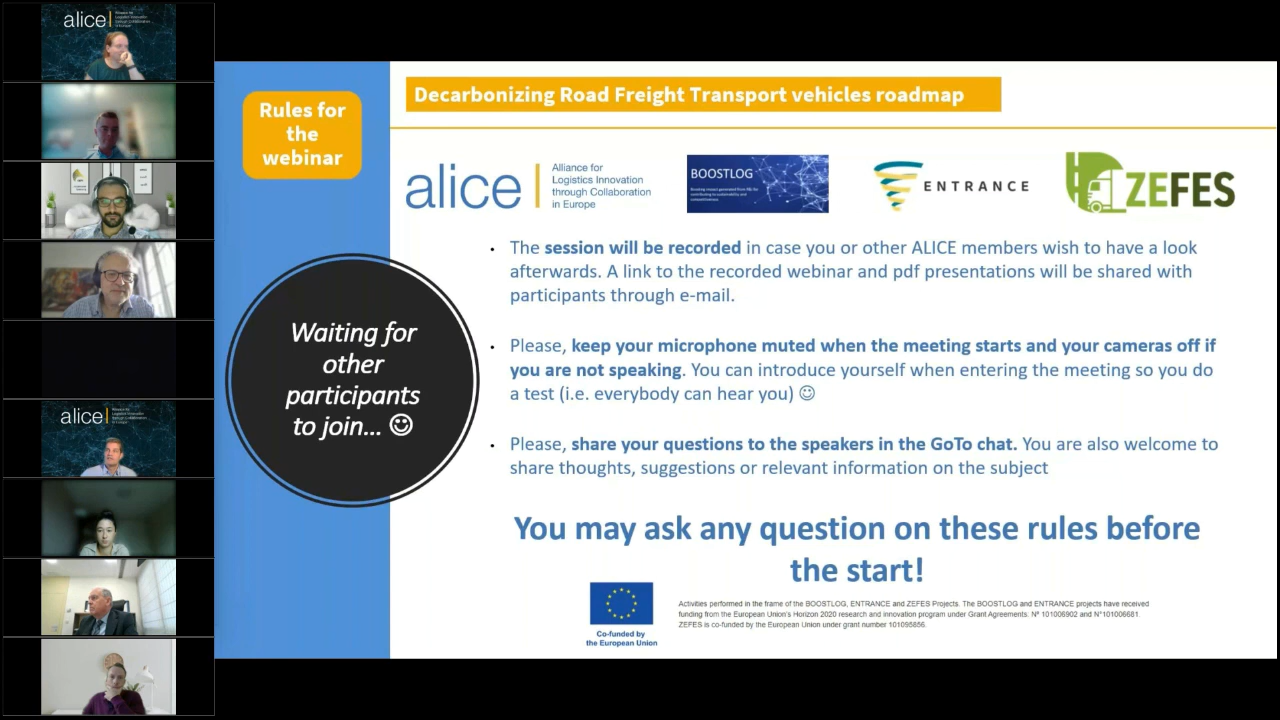 alice
Rules for
the
webinar
Waiting for
other
participants
to join... ☺
Decarbonizing Road Freight Transport vehicles roadmap
alice
Alliance for
Logistics Innovation
through Collaboration
in Europe
BOOSTLOG
ENTRANCE
ZEFES
• The session will be recorded in case you or other ALICE members wish to have a look
afterwards. A link to the recorded webinar and pdf presentations will be shared with
participants through e-mail.
• Please, keep your microphone muted when the meeting starts and your cameras off if
you are not speaking. You can introduce yourself when entering the meeting so you do
a test (i.e. everybody can hear you) ☺
• Please, share your questions to the speakers in the GoTo chat. You are also welcome to
share thoughts, suggestions or relevant information on the subject
You may ask any question on these rules before
the start!
Co-funded by
the European Union
Activities performed in the frame of the BOOSTLOG, ENTRANCE and ZEFES Projects. The BOOSTLOG and ENTRANCE projects have received
funding from the European Union's Horizon 2020 research and innovation program under Grant Agreements. Nº 101006902 and N°101006681
ZEFES is co-funded by the European Union under grant number 101095856.
alice